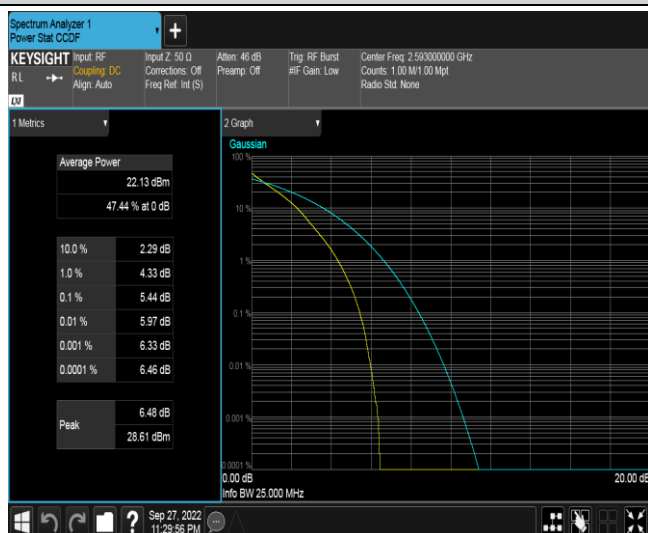 Spectrum Analyzer 1
Power Stat CCDF
+
KEYSIGHT
RL
LXI
Input: RF
Coupling: DC
Align: Auto
Input Z: 50 Ω
Corrections: Off
Freq Ref: Int (S)
Atten: 46 dB
Preamp: Off
Trig: RF Burst
#IF Gain: Low
Center Freq: 2.593000000 GHz
Counts: 1.00 M/1.00 Mpt
Radio Std: None
1 Metrics
Average Power
22.13 dBm
47.44 % at 0 dB
10.0 % 2.29 dB
1.0 % 4.33 dB
0.1 % 5.44 dB
0.01 % 5.97 dB
0.001 % 6.33 dB
0.0001 % 6.46 dB
Peak
6.48 dB
28.61 dBm
2 Graph
Gaussian
100 %
10 %
1 %
0.1 %
0.01 %
0.001 %
0.0001 %
0.00 dB 20.00 dB
Info BW 25.000 MHz
?
Sep 27, 2022
11:29:56 PM